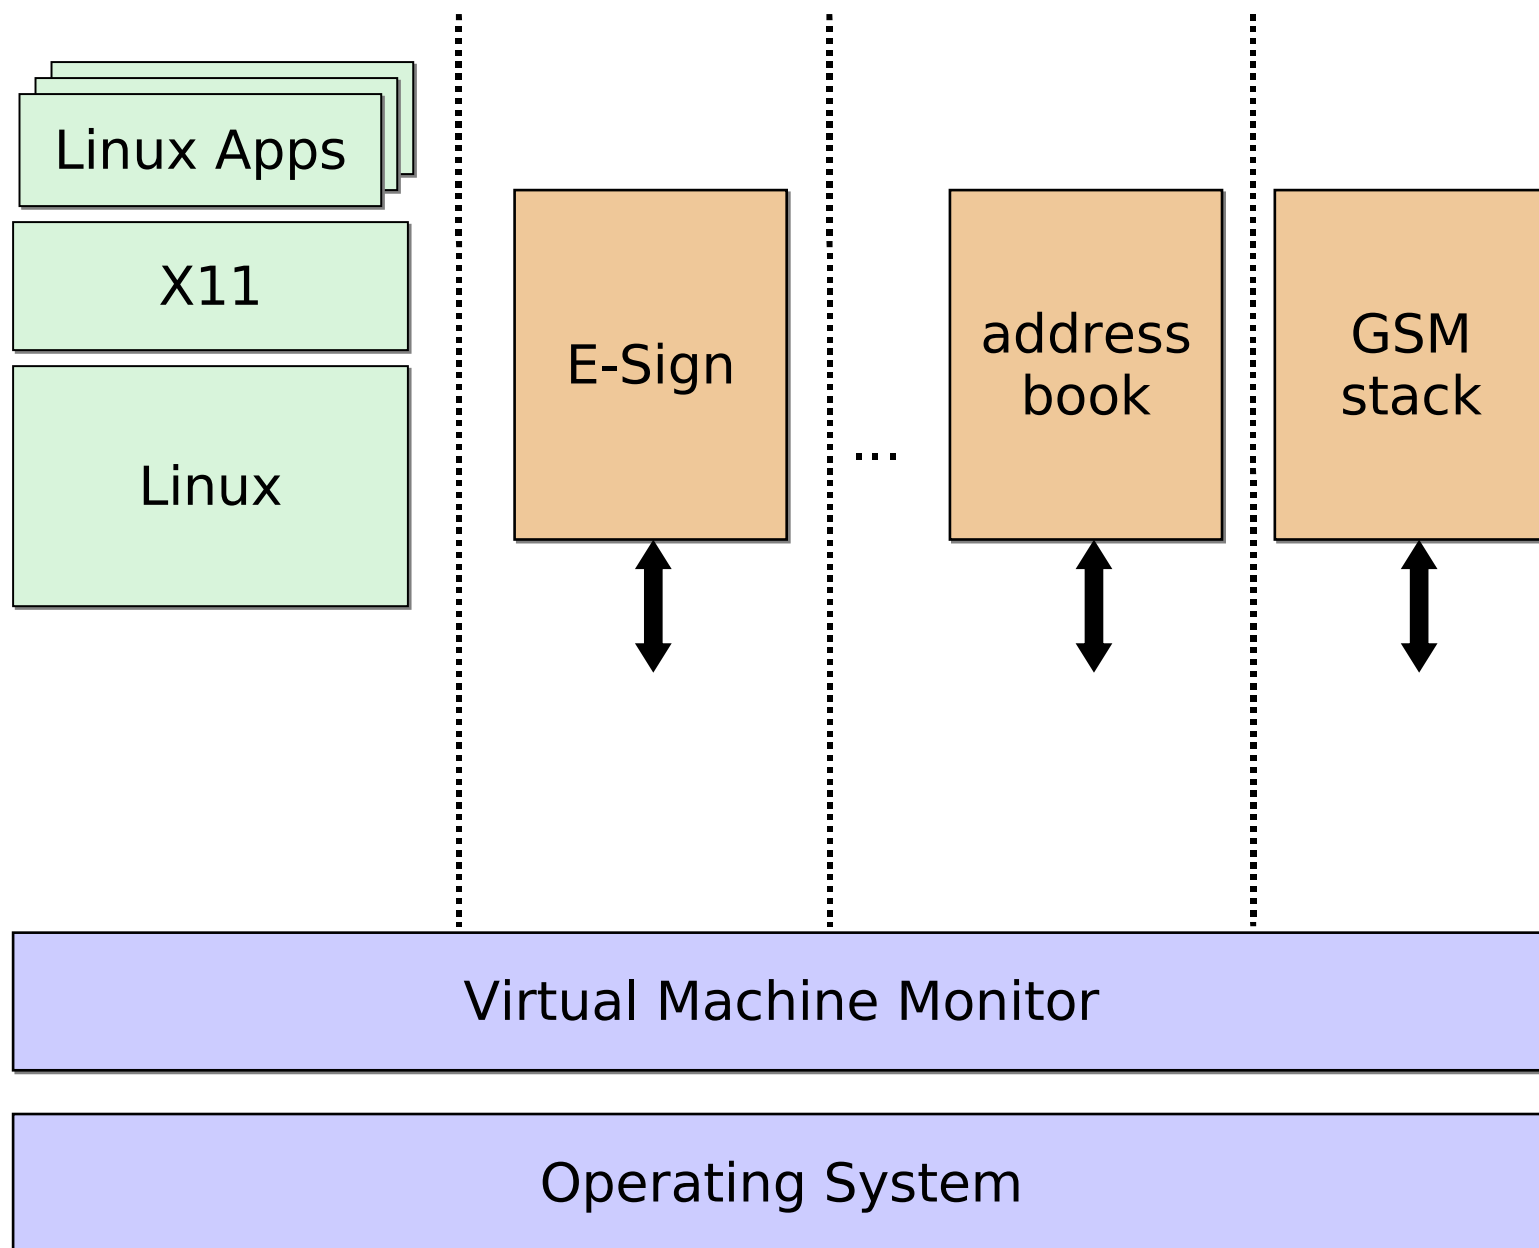 Linux Apps
X11
Linux
E-Sign
...
address
book
GSM
stack
Virtual Machine Monitor
Operating System